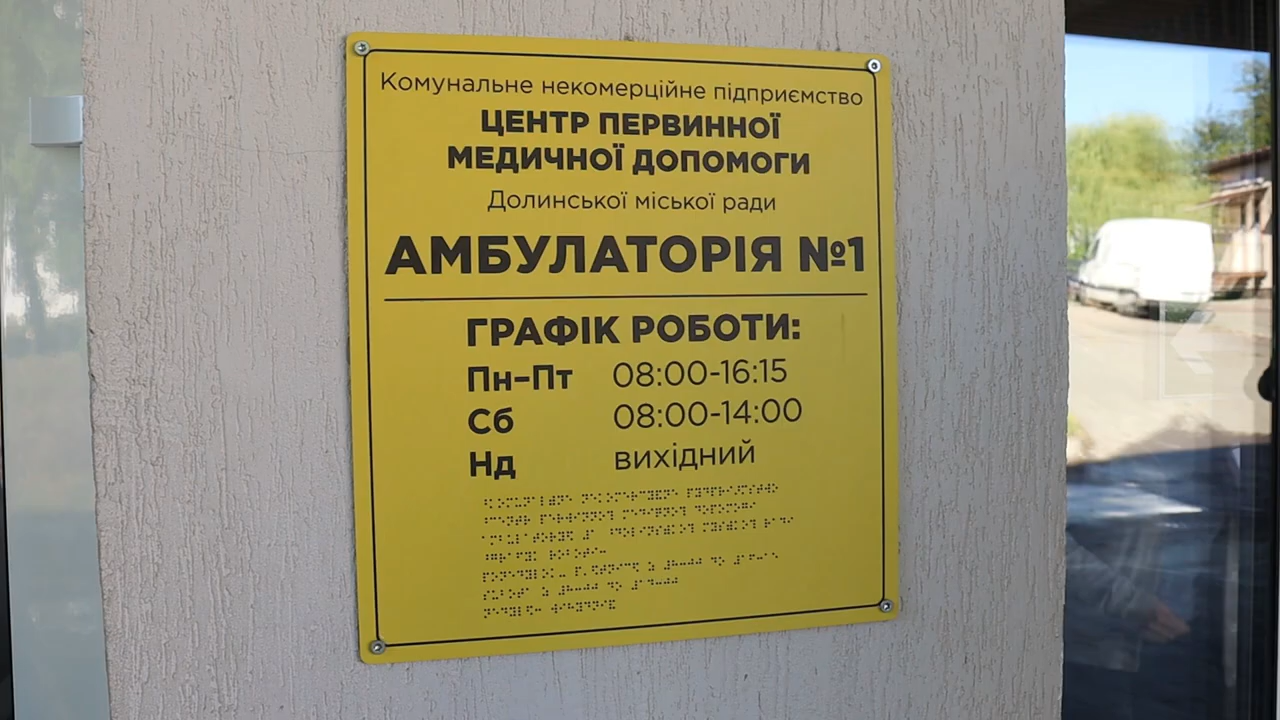 Комунальне некомерційне підприємство
ЦЕНТР ПЕРВИННОЇ
МЕДИЧНОЇ ДОПОМОГИ
Долинської міської ради
АМБУЛАТОРІЯ №1
ГРАФІК РОБОТИ:
Пн–Пт 08:00-16:15
Сб 08:00-14:00
Нд вихідний